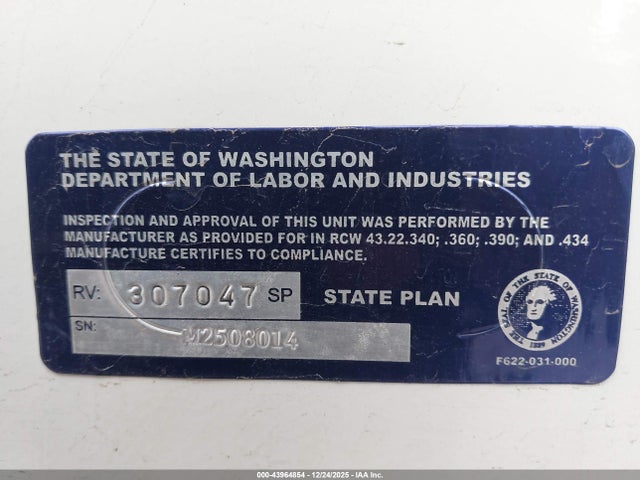 THE STATE OF WASHINGTON
DEPARTMENT OF LABOR AND INDUSTRIES
INSPECTION AND APPROVAL OF THIS UNIT WAS PERFORMED BY THE
MANUFACTURER AS PROVIDED FOR IN RCW 43.22.340; .360; .390; AND .434
MANUFACTURE CERTIFIES TO COMPLIANCE.
RV: 307047 SP STATE PLAN
SN: M2508014
THE SEAL OF THE STATE OF WASHINGTON
1889
F622-031-000
000-43964854 - 12/24/2025 - IAA Inc.